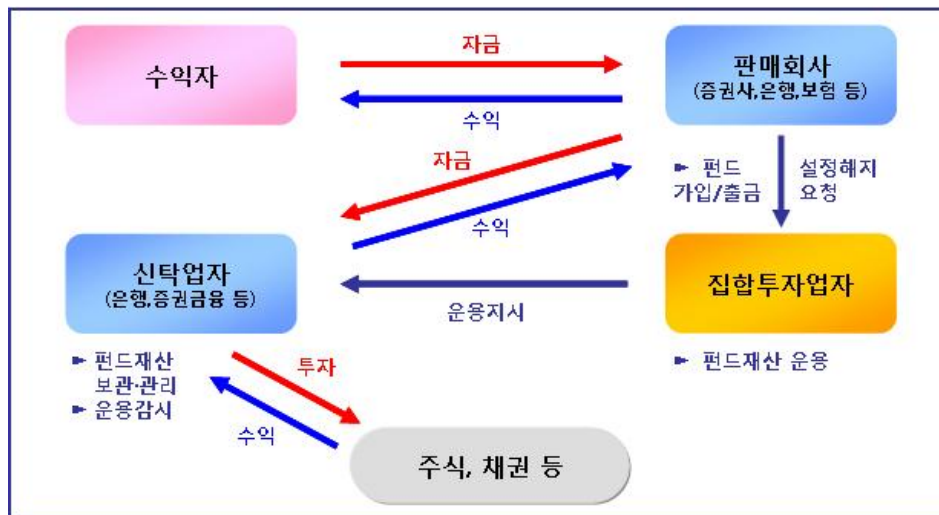 자금
수익자
판매회사
(증권사,은행,보험 등)
수익
자금
► 펀드
가입/출금
설정해지
요청
수익
신탁업자
(은행,증권금융 등)
집합투자업자
운용지시
► 펀드재산
보관·관리
► 운용감시
투자
► 펀드재산 운용
수익
주식, 채권 등